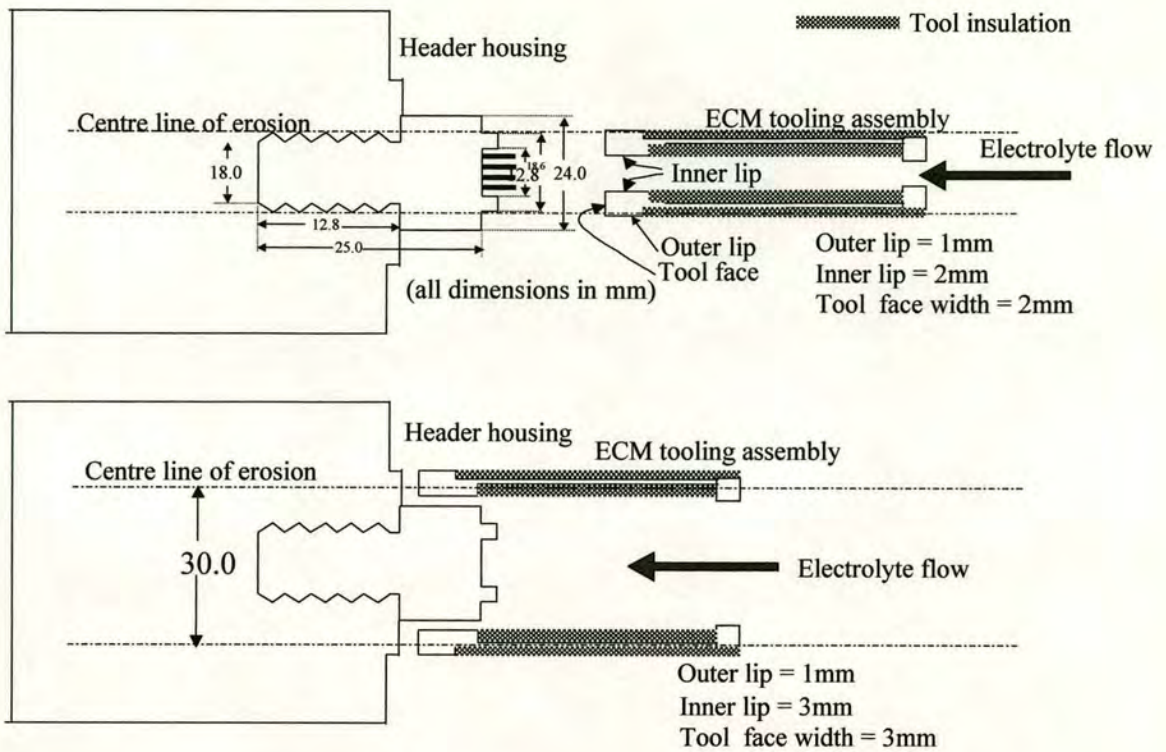 Tool insulation
Header housing
Centre line of erosion
ECM tooling assembly
Electrolyte flow
18.0
12.8
18.6
24.0
Inner lip
12.8
25.0
Outer lip
Tool face
(all dimensions in mm)
Outer lip = 1mm
Inner lip = 2mm
Tool face width = 2mm
Header housing
ECM tooling assembly
Centre line of erosion
30.0
Electrolyte flow
Outer lip = 1mm
Inner lip = 3mm
Tool face width = 3mm